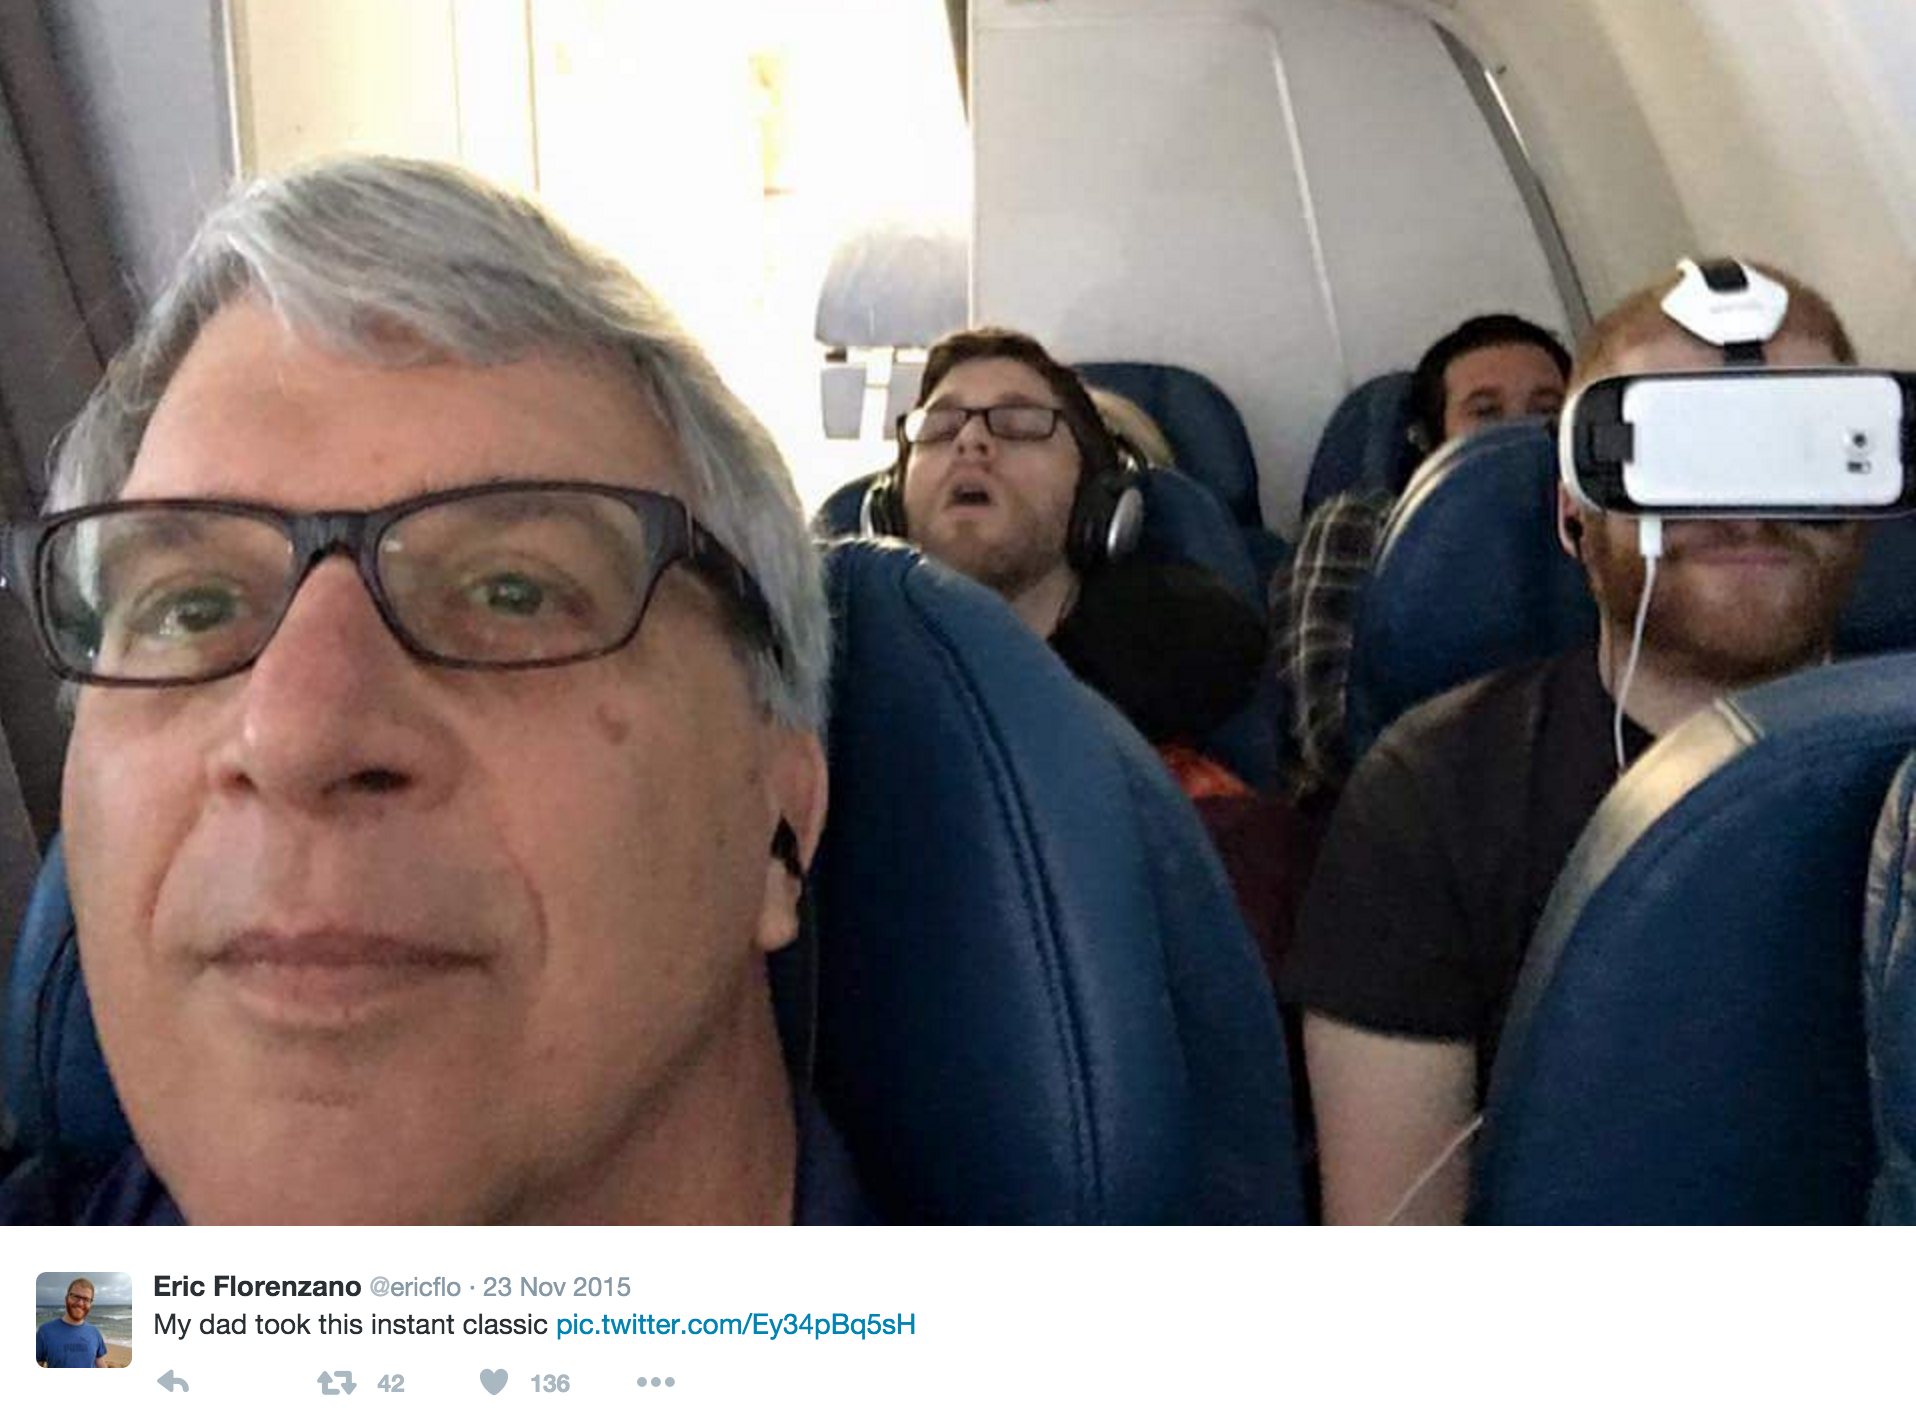 Eric Florenzano @ericflo · 23 Nov 2015
My dad took this instant classic pic.twitter.com/Ey34pBq5sH
42 136